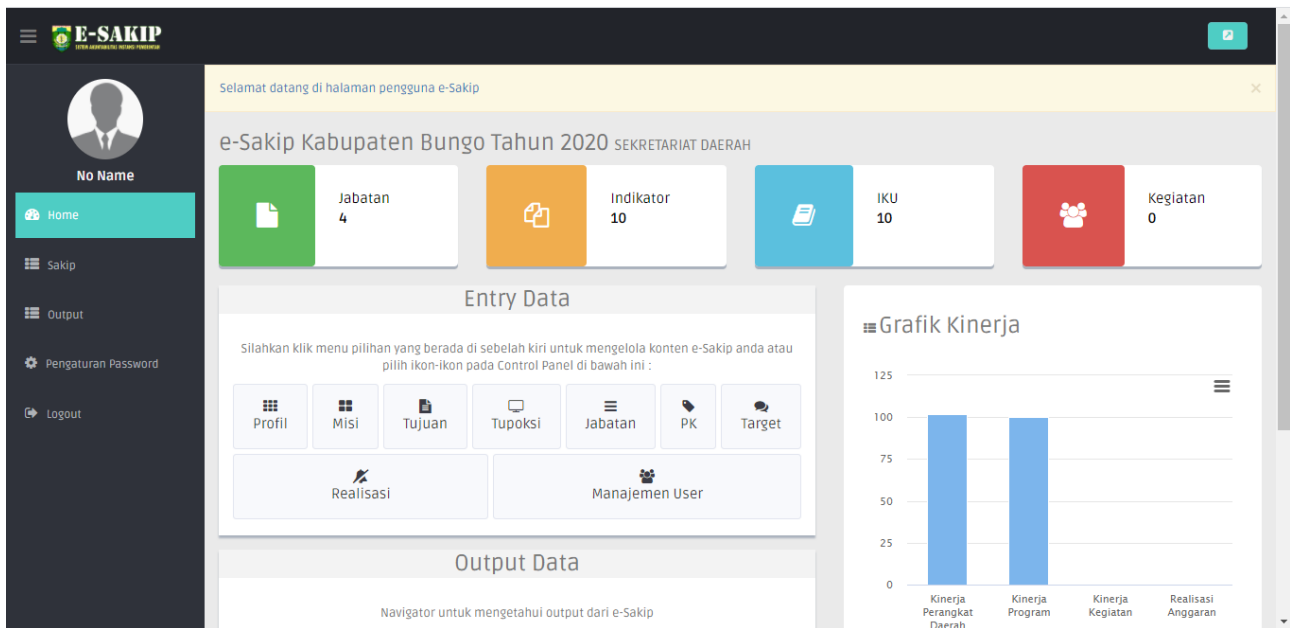 E-SAKIP
Selamat datang di halaman pengguna e-Sakip
×
No Name
Home
Sakip
Output
Pengaturan Password
Logout
e-Sakip Kabupaten Bungo Tahun 2020 SEKRETARIAT DAERAH
Jabatan
4
Indikator
10
IKU
10
Kegiatan
0
Entry Data
Silahkan klik menu pilihan yang berada di sebelah kiri untuk mengelola konten e-Sakip anda atau
pilih ikon-ikon pada Control Panel di bawah ini :
Profil
Misi
Tujuan
Tupoksi
Jabatan
PK
Target
Realisasi
Manajemen User
Output Data
Navigator untuk mengetahui output dari e-Sakip
Grafik Kinerja
125
100
75
50
25
0
Kinerja
Perangkat
Daerah
Kinerja
Program
Kinerja
Kegiatan
Realisasi
Anggaran